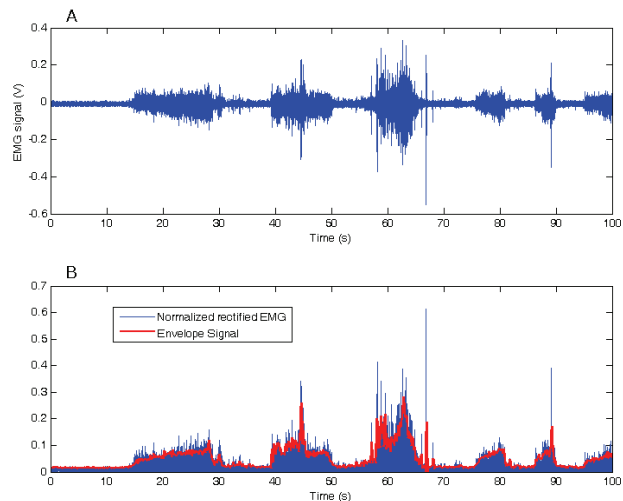 A
0.4
0.2
0
-0.2
-0.4
-0.6
EMG signal (V)
0 10 20 30 40 50 60 70 80 90 100
Time (s)
B
0.7
0.6
0.5
0.4
0.3
0.2
0.1
0
Normalized rectified EMG
Envelope Signal
0 10 20 30 40 50 60 70 80 90 100
Time (s)